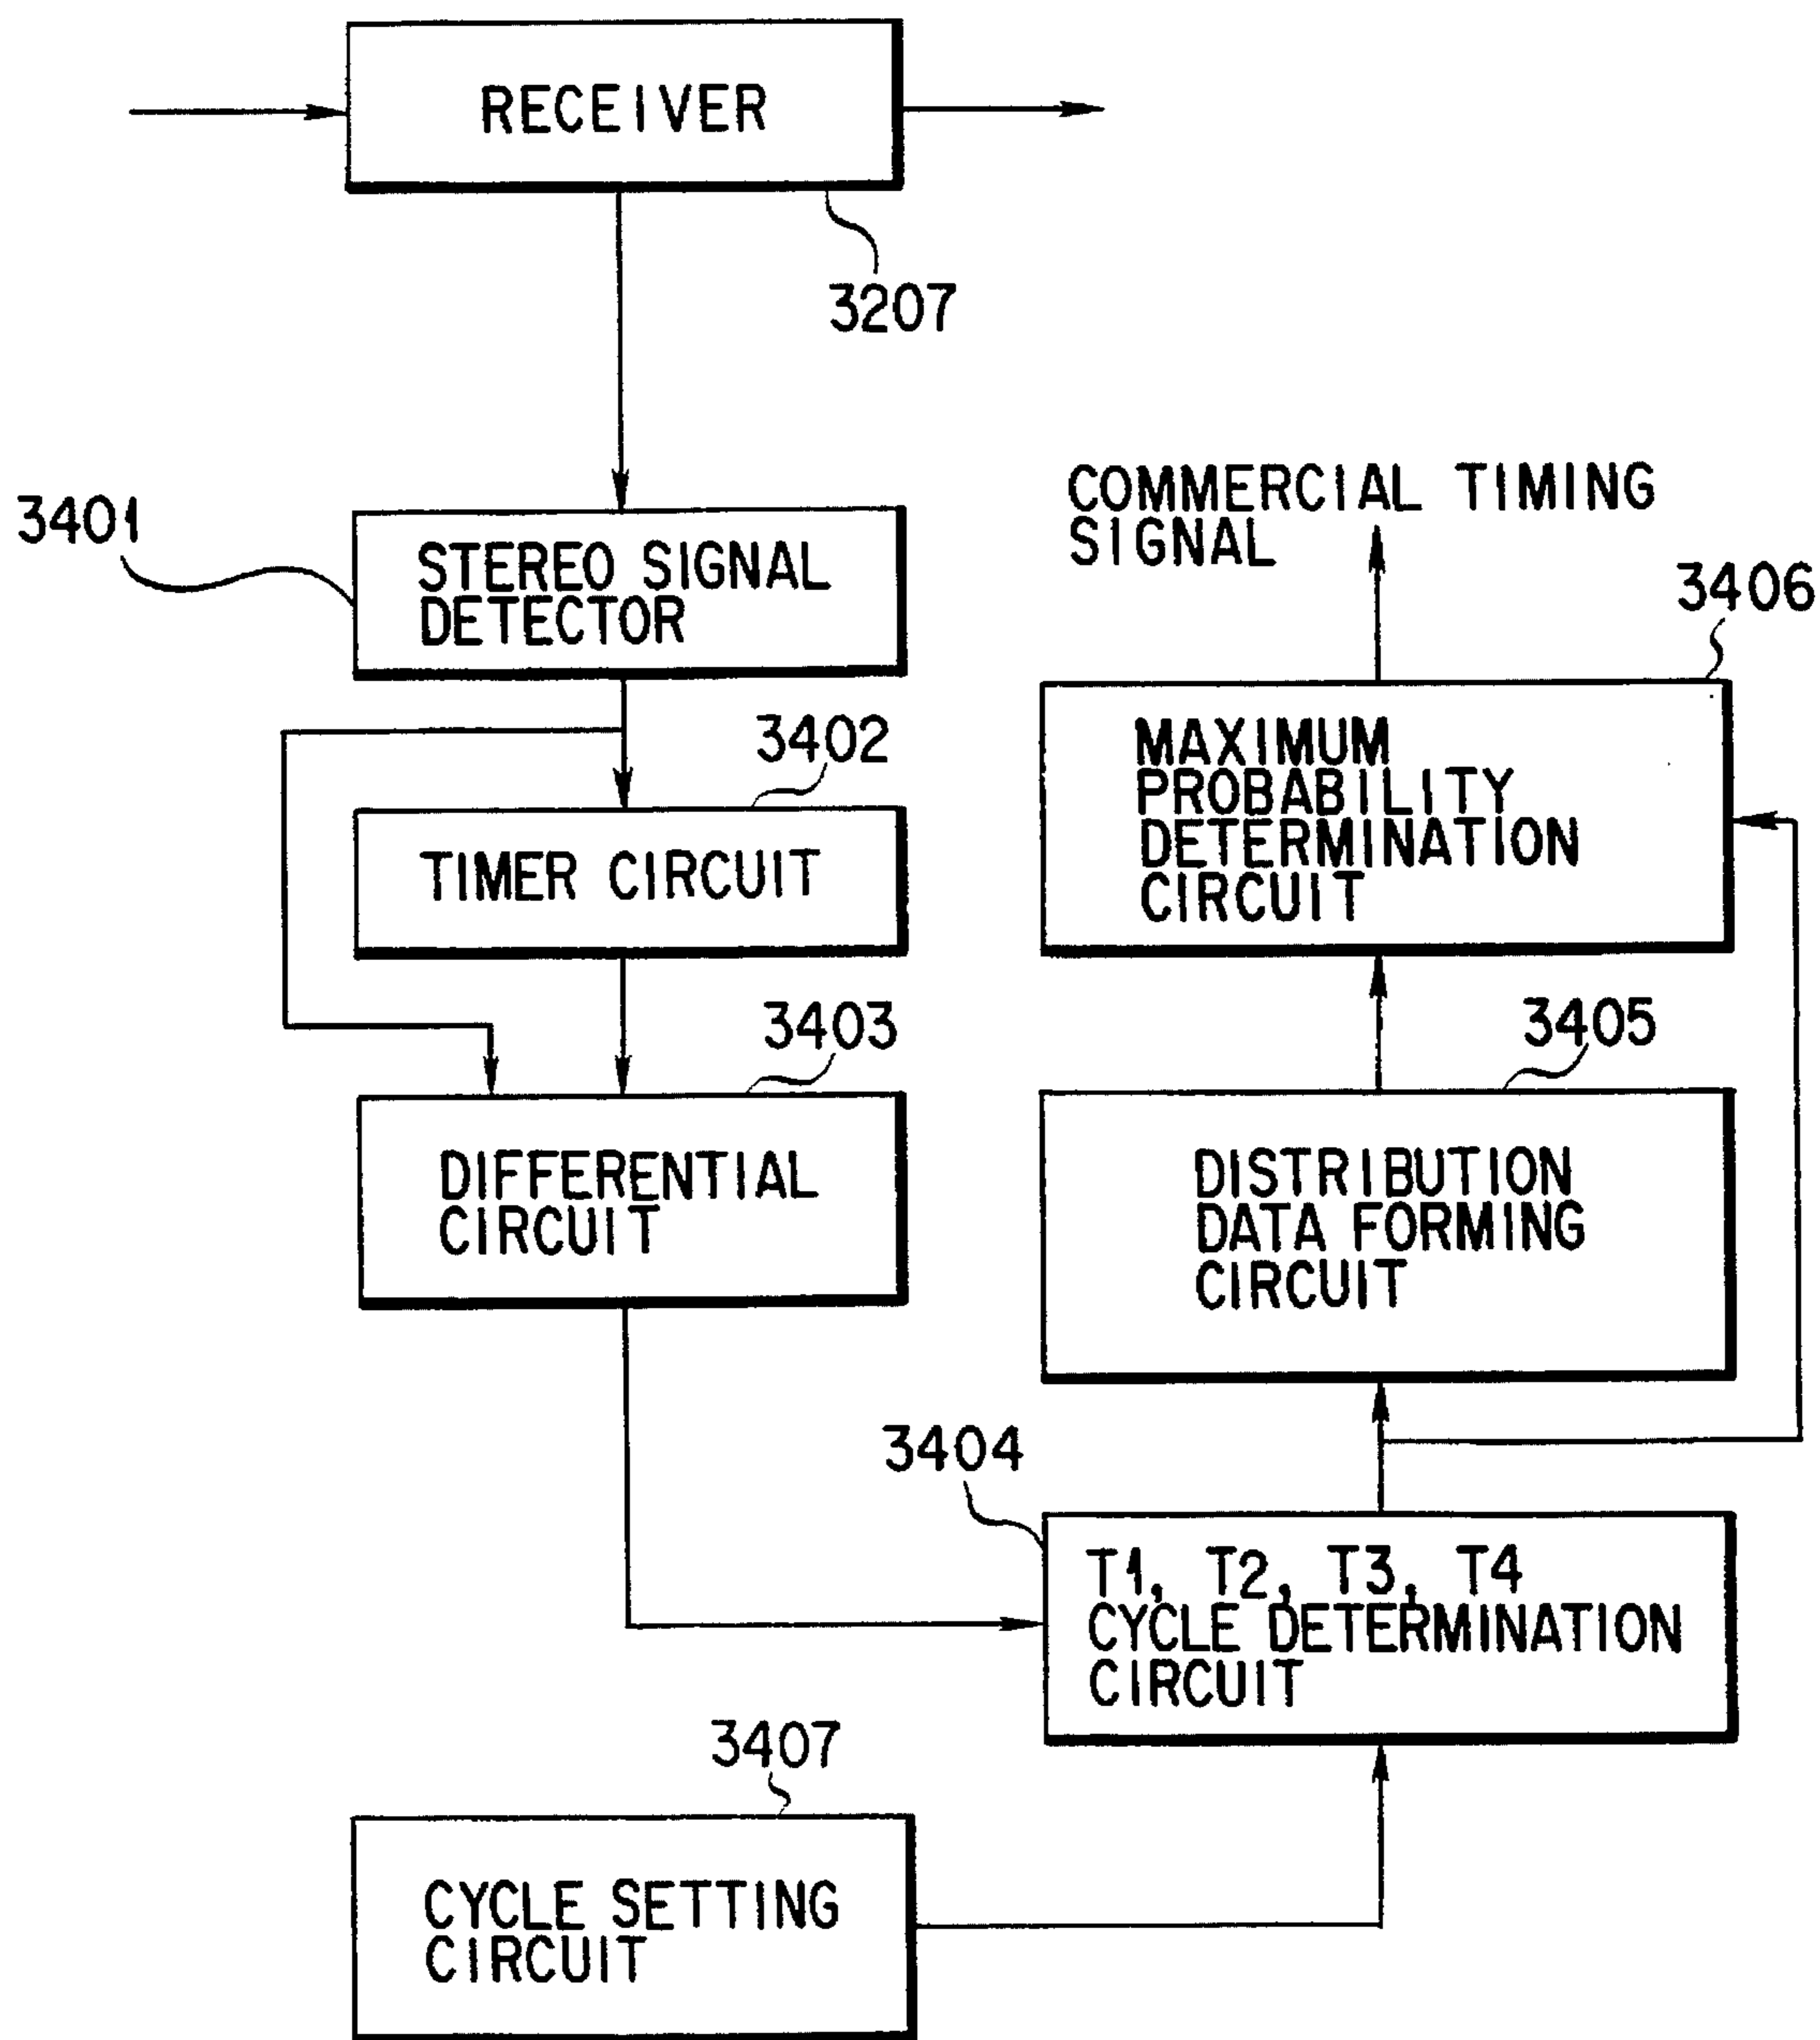 RECEIVER
3207
3401
STEREO SIGNAL
DETECTOR
COMMERCIAL TIMING
SIGNAL
3406
3402
TIMER CIRCUIT
MAXIMUM
PROBABILITY
DETERMINATION
CIRCUIT
3403
DIFFERENTIAL
CIRCUIT
3405
DISTRIBUTION
DATA FORMING
CIRCUIT
3404
T1, T2, T3, T4
CYCLE DETERMINATION
CIRCUIT
3407
CYCLE SETTING
CIRCUIT